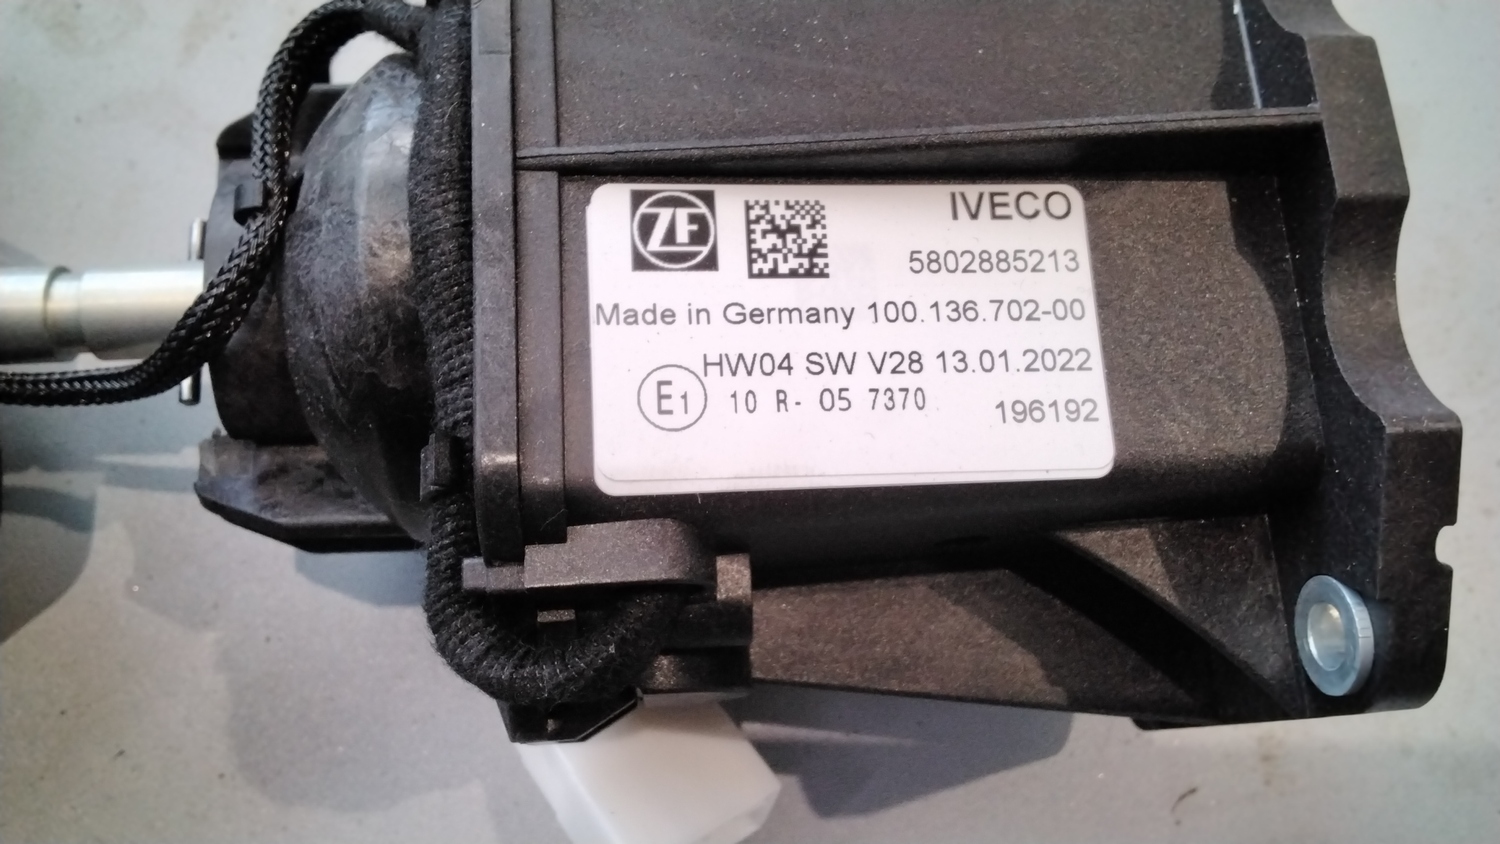 ZF
IVECO
5802885213
Made in Germany 100.136.702-00
HW04 SW V28 13.01.2022
E1 10 R- 05 7370
196192